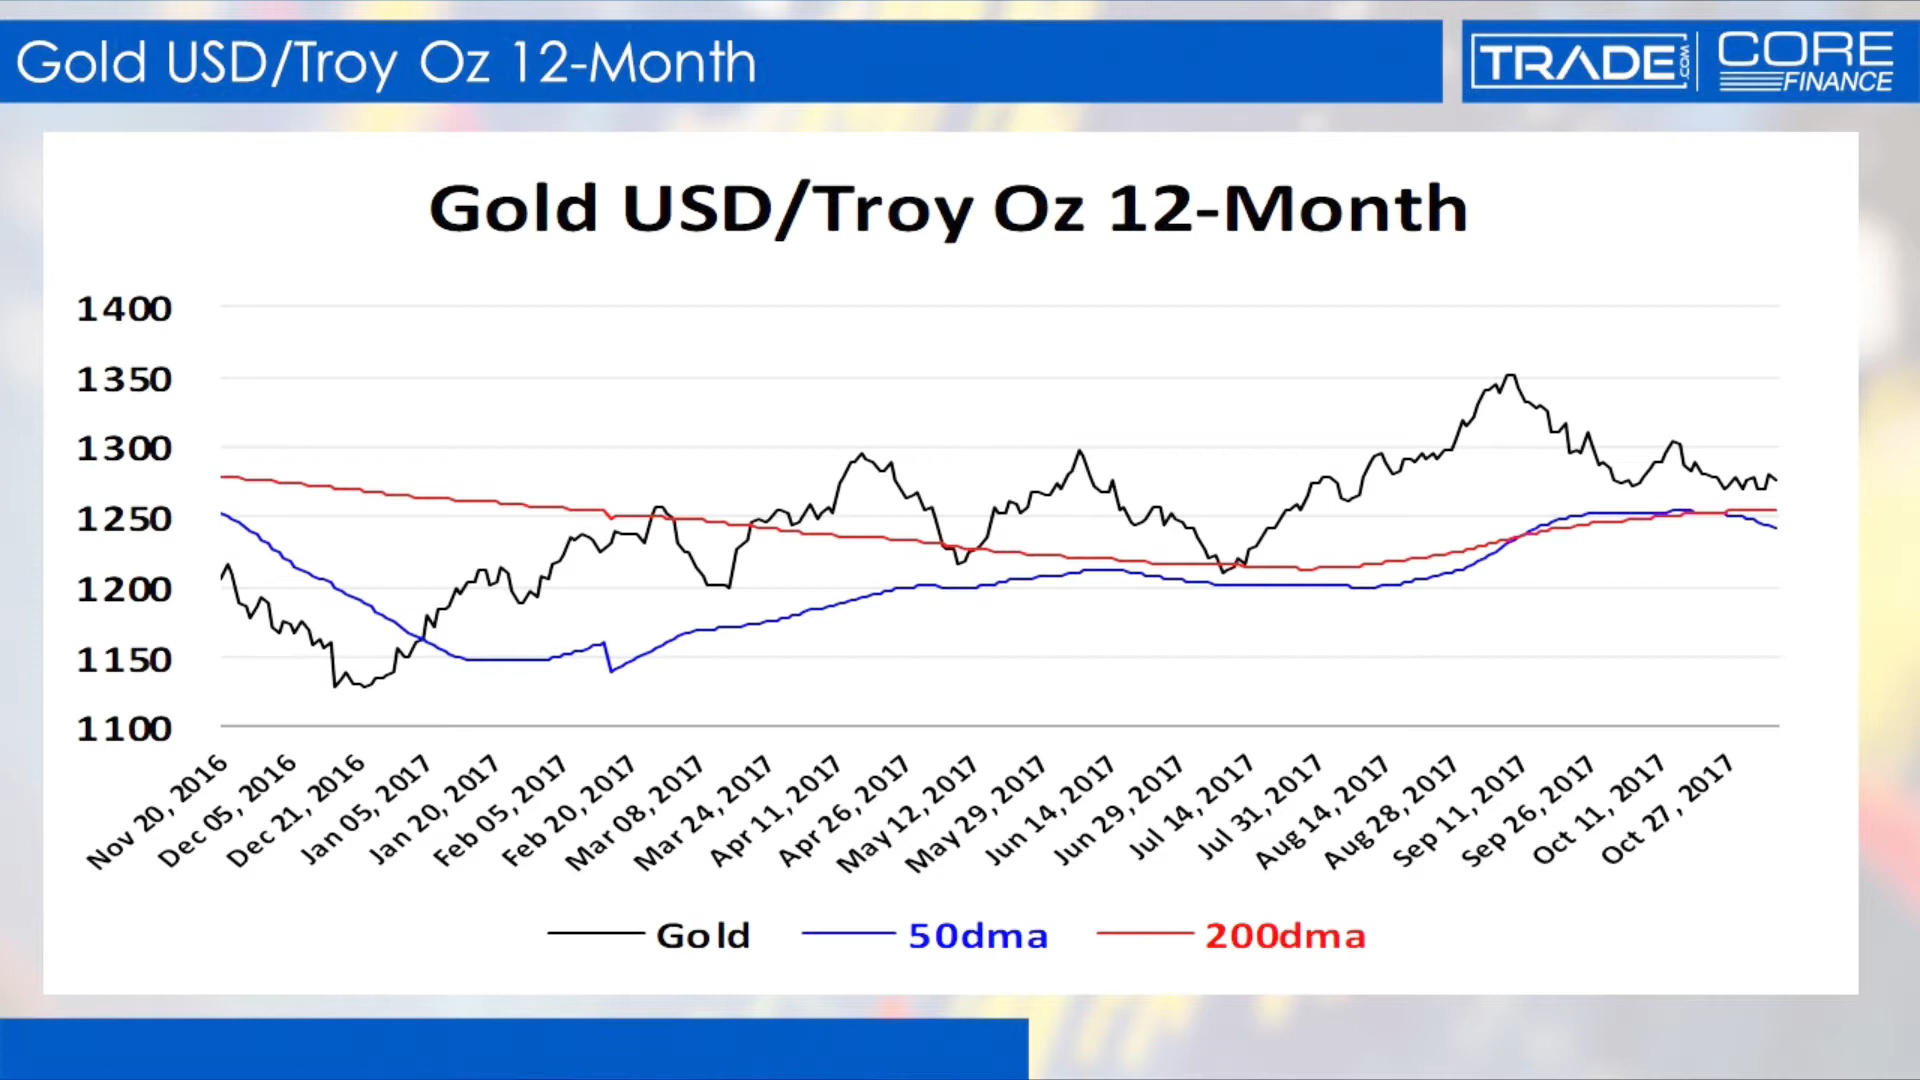 Gold USD/Troy Oz 12-Month
TRADE.COM
CORE
FINANCE
Gold USD/Troy Oz 12-Month
1400
1350
1300
1250
1200
1150
1100
Nov 20, 2016
Dec 05, 2016
Dec 21, 2016
Jan 05, 2017
Jan 20, 2017
Feb 05, 2017
Feb 20, 2017
Mar 08, 2017
Mar 24, 2017
Apr 11, 2017
Apr 26, 2017
May 12, 2017
May 29, 2017
Jun 14, 2017
Jun 29, 2017
Jul 14, 2017
Jul 31, 2017
Aug 14, 2017
Aug 28, 2017
Sep 11, 2017
Sep 26, 2017
Oct 11, 2017
Oct 27, 2017
Gold 50dma 200dma